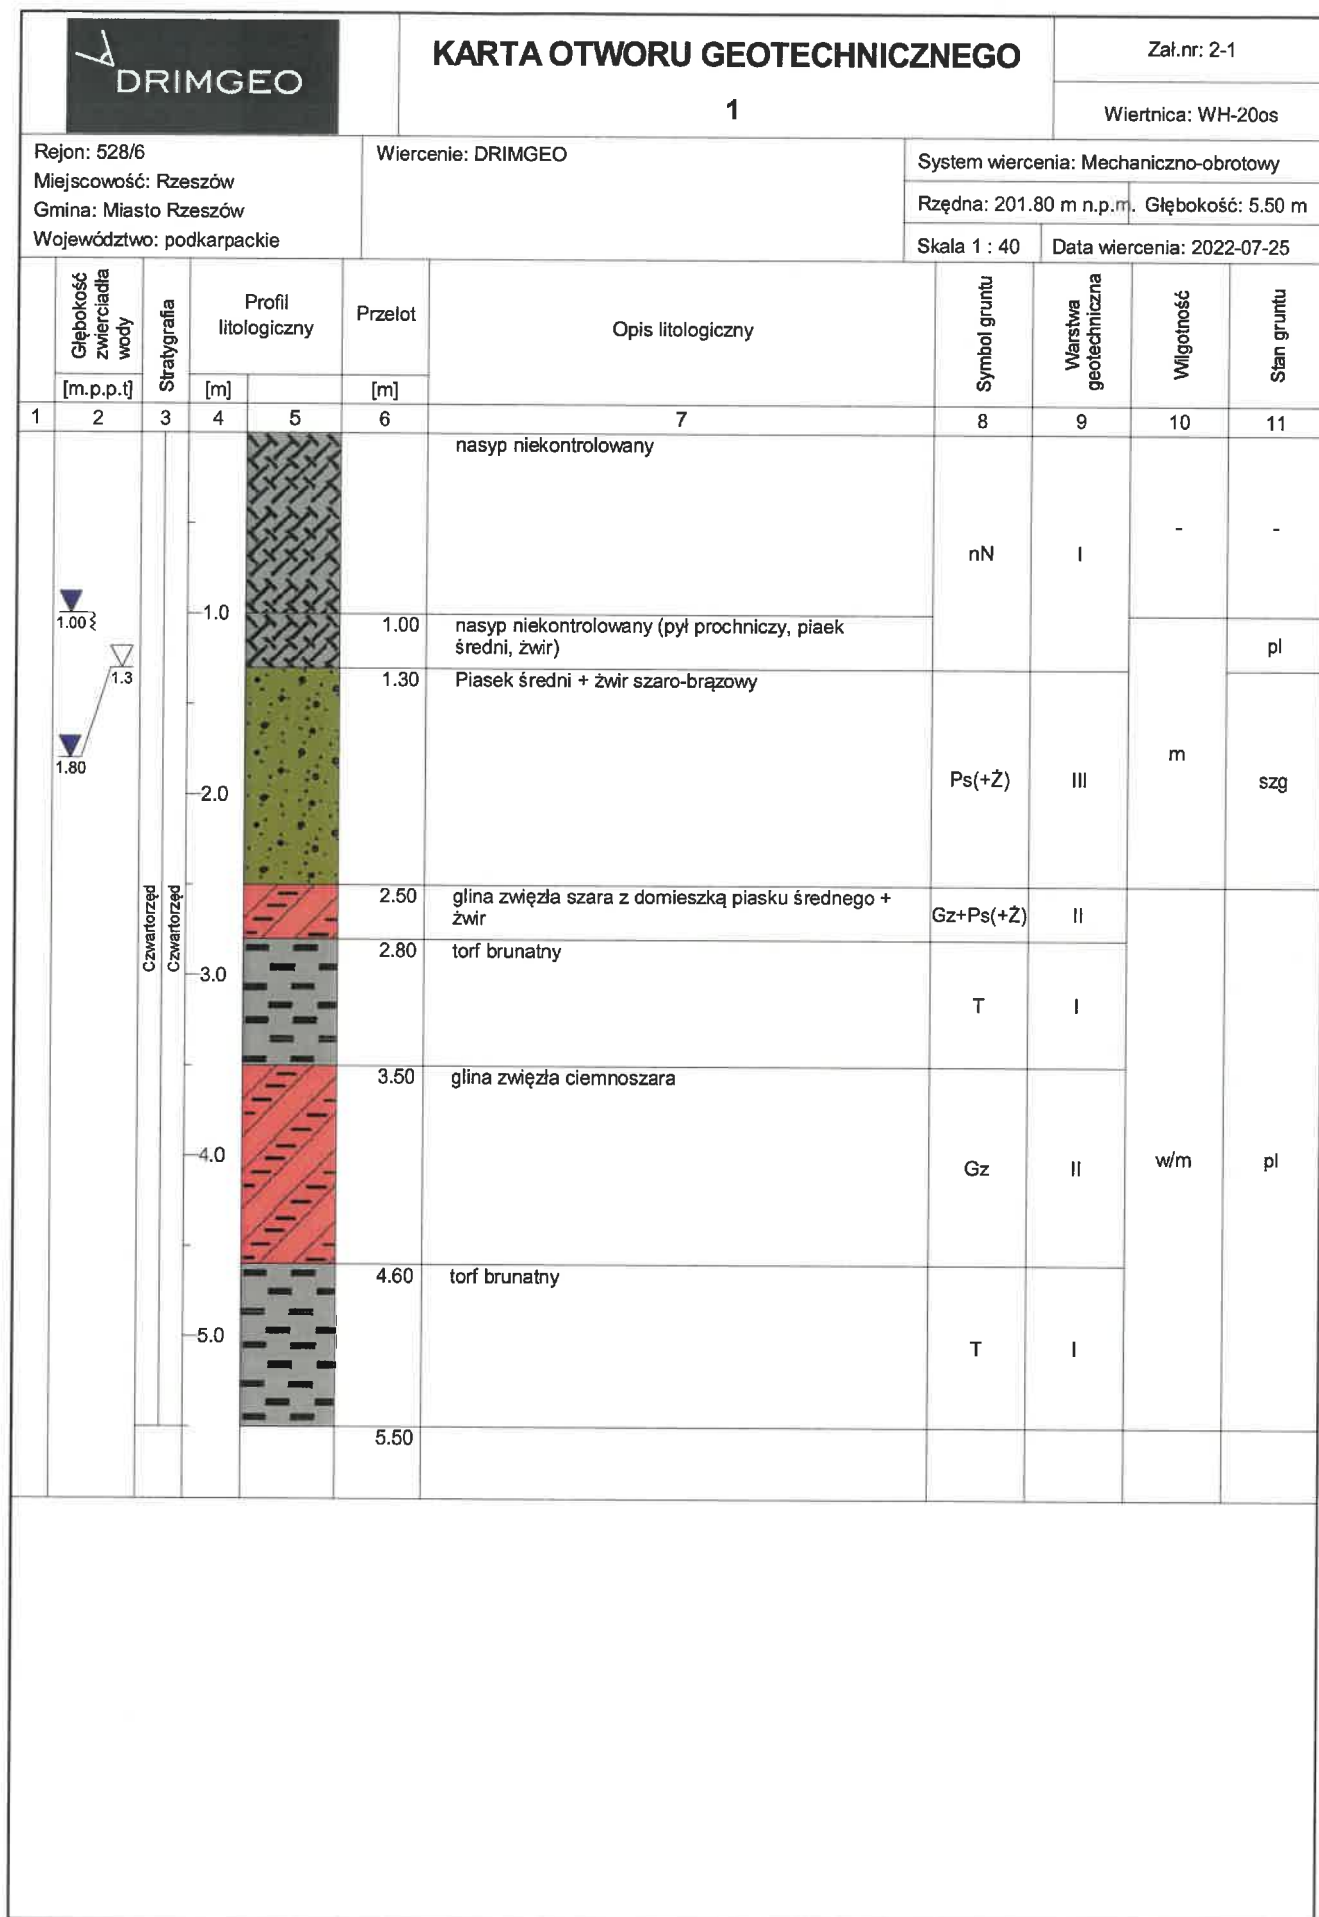 DRIMGEO
KARTA OTWORU GEOTECHNICZNEGO
1
Zał.nr: 2-1
Wiertnica: WH-20os
Rejon: 528/6
Miejscowość: Rzeszów
Gmina: Miasto Rzeszów
Województwo: podkarpackie
Wiercenie: DRIMGEO
System wiercenia: Mechaniczno-obrotowy
Rzędna: 201.80 m n.p.m. Głębokość: 5.50 m
Skala 1 : 40 Data wiercenia: 2022-07-25
Głębokość zwierciadła wody
[m.p.p.t]
Stratygrafia
Profil litologiczny
[m]
Przelot
[m]
Opis litologiczny
Symbol gruntu
Warstwa geotechniczna
Wilgotność
Stan gruntu
1 2 3 4 5 6 7 8 9 10 11
nasyp niekontrolowany
nN I - -
1.00
1.0
1.00 nasyp niekontrolowany (pył prochniczy, piaek
średni, żwir)
pl
1.3
1.30 Piasek średni + żwir szaro-brązowy
1.80
2.0
Ps(+Ż) III m szg
2.50 glina zwięzła szara z domieszką piasku średnego +
żwir
Gz+Ps(+Ż) II
Czwartorzęd
Czwartorzęd
2.80 torf brunatny
3.0
T I
3.50 glina zwięzła ciemnoszara
4.0
Gz II w/m pl
4.60 torf brunatny
5.0
T I
5.50